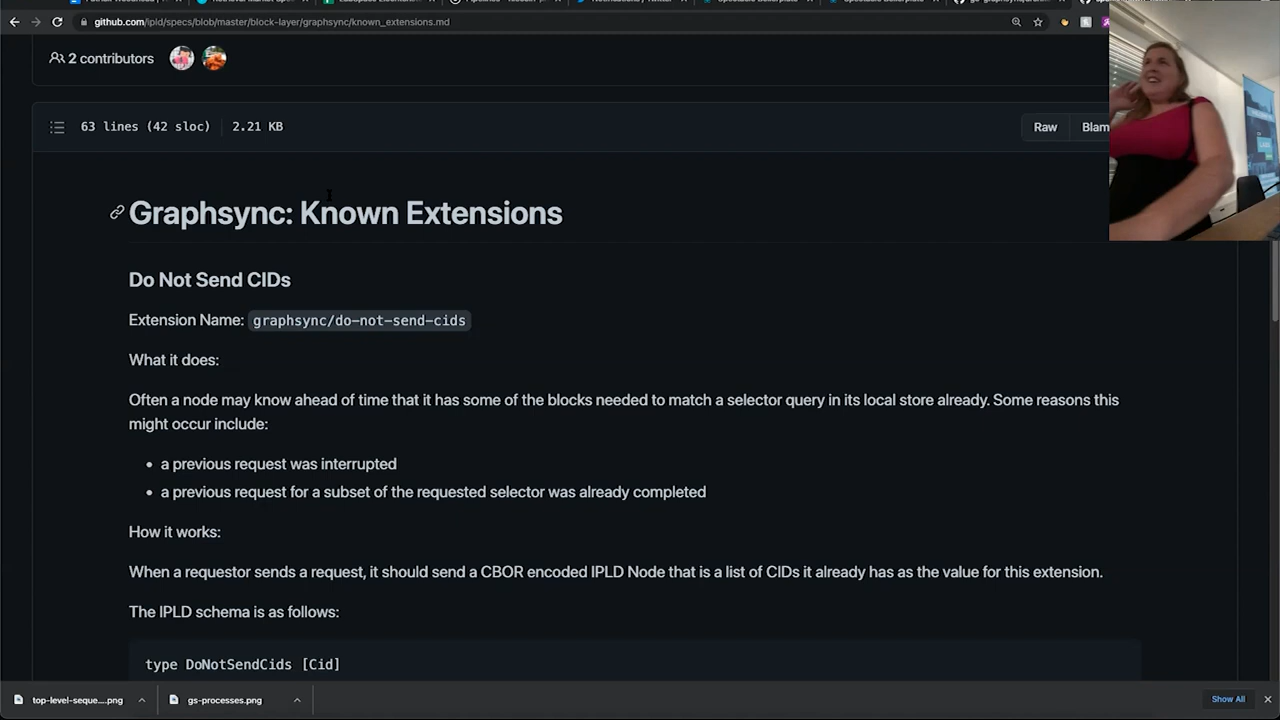 github.com/ipld/specs/blob/master/block-layer/graphsync/known_extensions.md
2 contributors
63 lines (42 sloc) 2.21 KB
Raw
Blam
Graphsync: Known Extensions
Do Not Send CIDs
Extension Name: graphsync/do-not-send-cids
What it does:
Often a node may know ahead of time that it has some of the blocks needed to match a selector query in its local store already. Some reasons this
might occur include:
• a previous request was interrupted
• a previous request for a subset of the requested selector was already completed
How it works:
When a requestor sends a request, it should send a CBOR encoded IPLD Node that is a list of CIDs it already has as the value for this extension.
The IPLD schema is as follows:
type DoNotSendCids [Cid]
top-level-seque....png
gs-processes.png
Show All